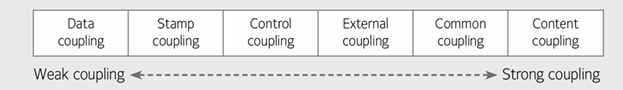 Data coupling
Stamp coupling
Control coupling
External coupling
Common coupling
Content coupling
Weak coupling
Strong coupling